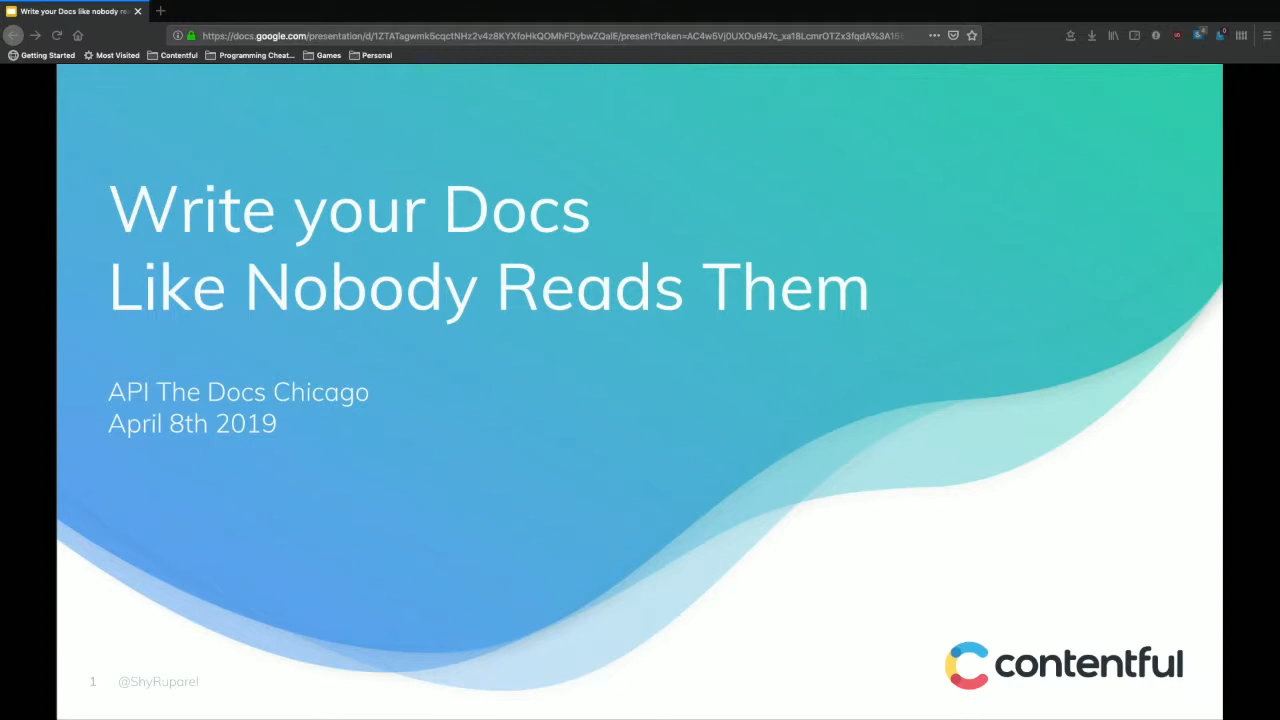 Write your Docs like nobody re
Getting Started
Most Visited
Contentful
Programming Cheat...
Games
Personal
Write your Docs
Like Nobody Reads Them
API The Docs Chicago
April 8th 2019
1 @ShyRuparel
contentful